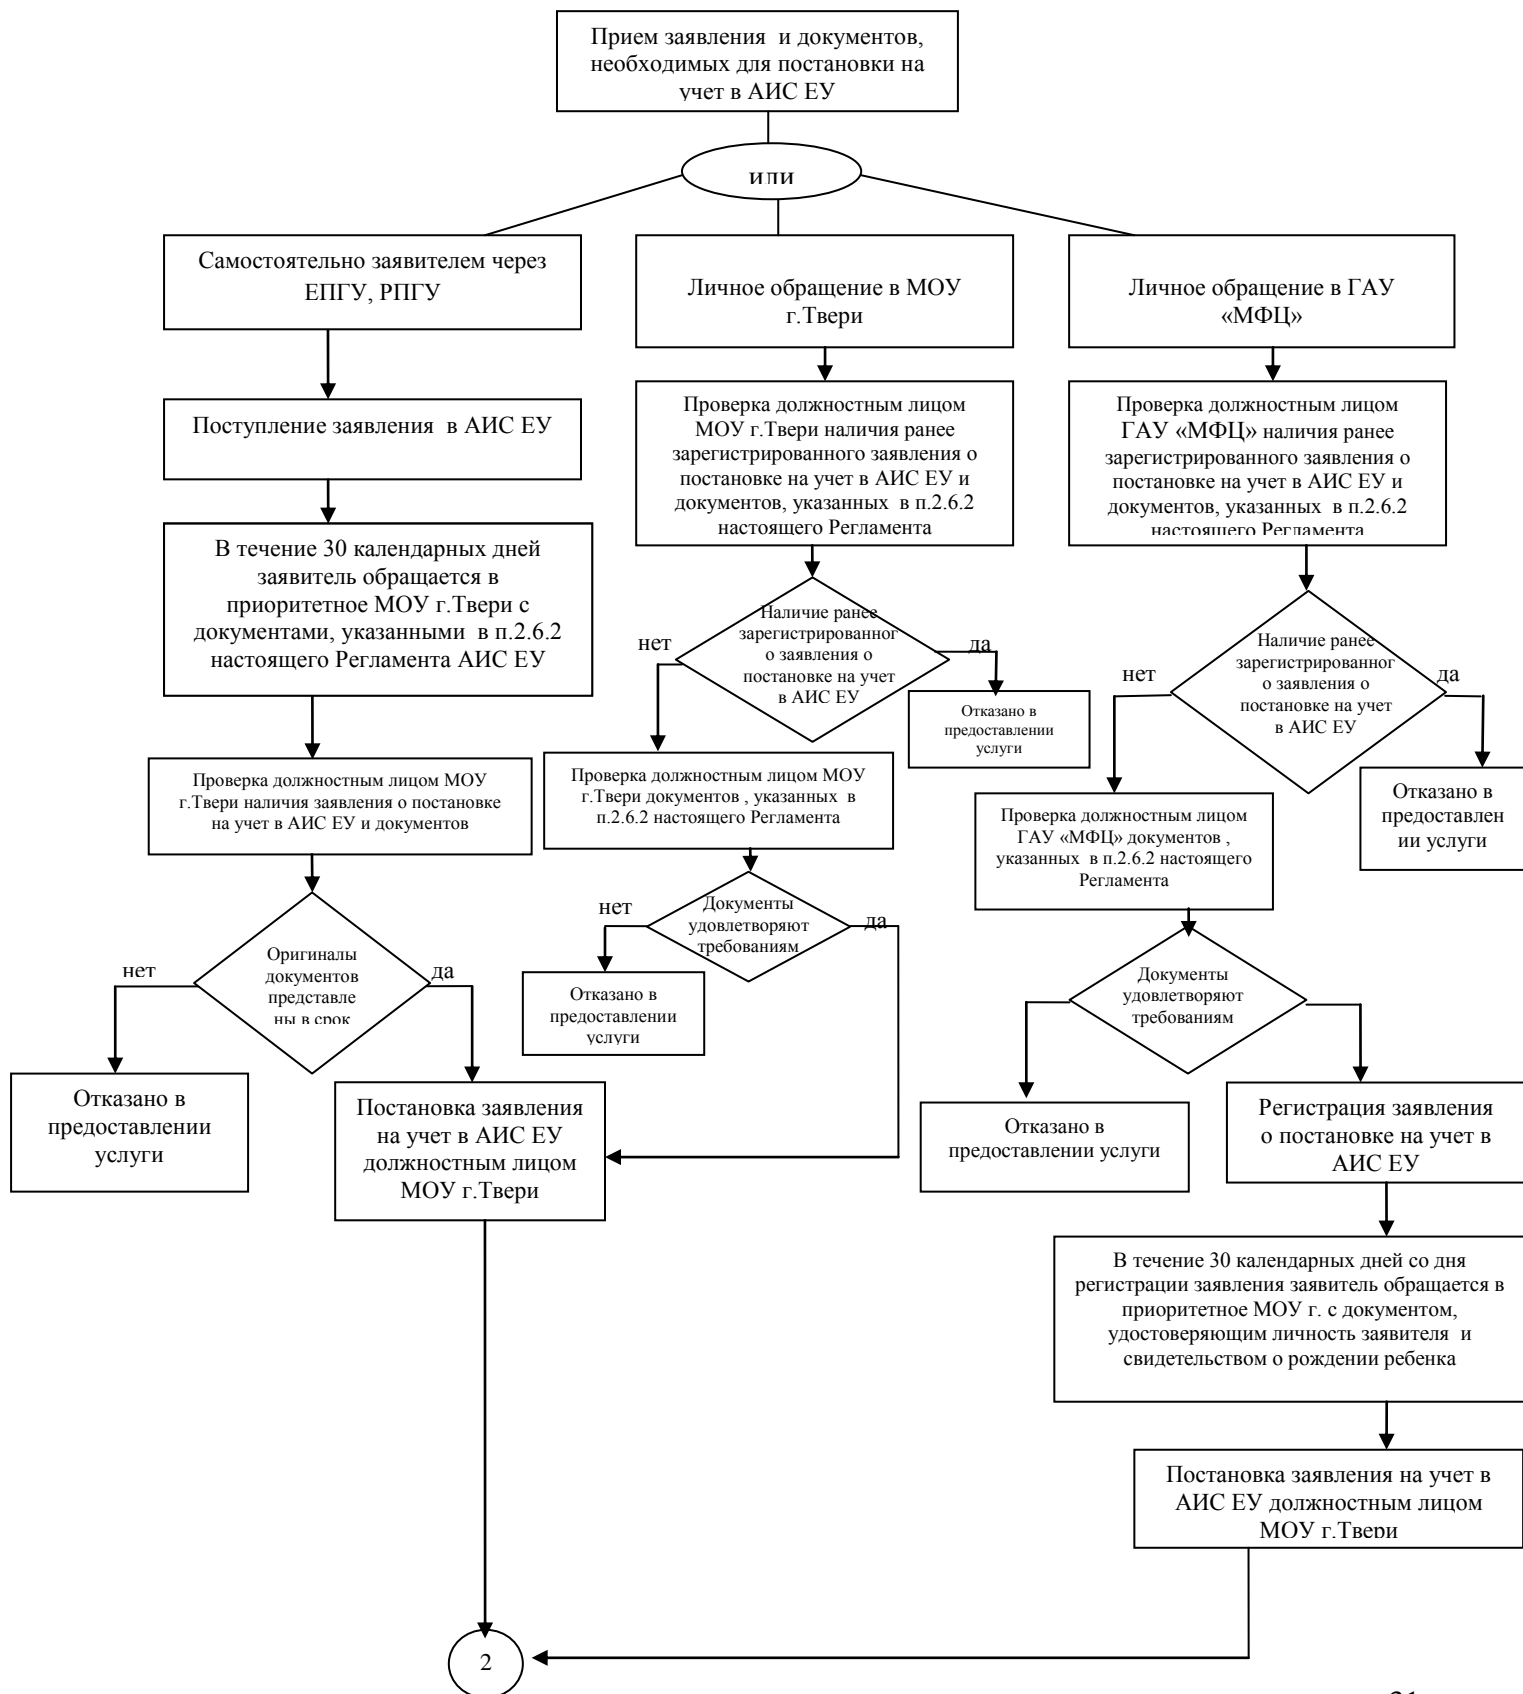 Прием заявления и документов,
необходимых для постановки на
учет в АИС ЕУ
или
Самостоятельно заявителем через
ЕПГУ, РПГУ
Личное обращение в МОУ
г.Твери
Личное обращение в ГАУ
«МФЦ»
Поступление заявления в АИС ЕУ
Проверка должностным лицом
МОУ г.Твери наличия ранее
зарегистрированного заявления о
постановке на учет в АИС ЕУ и
документов, указанных в п.2.6.2
настоящего Регламента
Проверка должностным лицом
ГАУ «МФЦ» наличия ранее
зарегистрированного заявления о
постановке на учет в АИС ЕУ и
документов, указанных в п.2.6.2
настоящего Регламента
В течение 30 календарных дней
заявитель обращается в
приоритетное МОУ г.Твери с
документами, указанными в п.2.6.2
настоящего Регламента АИС ЕУ
нет
Наличие ранее
зарегистрированног
о заявления о
постановке на учет
в АИС ЕУ
да
нет
Наличие ранее
зарегистрированног
о заявления о
постановке на учет
в АИС ЕУ
да
Отказано в
предоставлении
услуги
Проверка должностным лицом МОУ
г.Твери наличия заявления о постановке
на учет в АИС ЕУ и документов
Проверка должностным лицом МОУ
г.Твери документов , указанных в
п.2.6.2 настоящего Регламента
Проверка должностным лицом
ГАУ «МФЦ» документов ,
указанных в п.2.6.2 настоящего
Регламента
Отказано в
предоставлен
ии услуги
нет
Документы
удовлетворяют
требованиям
да
нет
Оригиналы
документов
представле
ны в срок
да
Отказано в
предоставлении
услуги
Документы
удовлетворяют
требованиям
Отказано в
предоставлении
услуги
Постановка заявления
на учет в АИС ЕУ
должностным лицом
МОУ г.Твери
Отказано в
предоставлении услуги
Регистрация заявления
о постановке на учет в
АИС ЕУ
В течение 30 календарных дней со дня
регистрации заявления заявитель обращается в
приоритетное МОУ г. с документом,
удостоверяющим личность заявителя и
свидетельством о рождении ребенка
Постановка заявления на учет в
АИС ЕУ должностным лицом
МОУ г.Твери
2